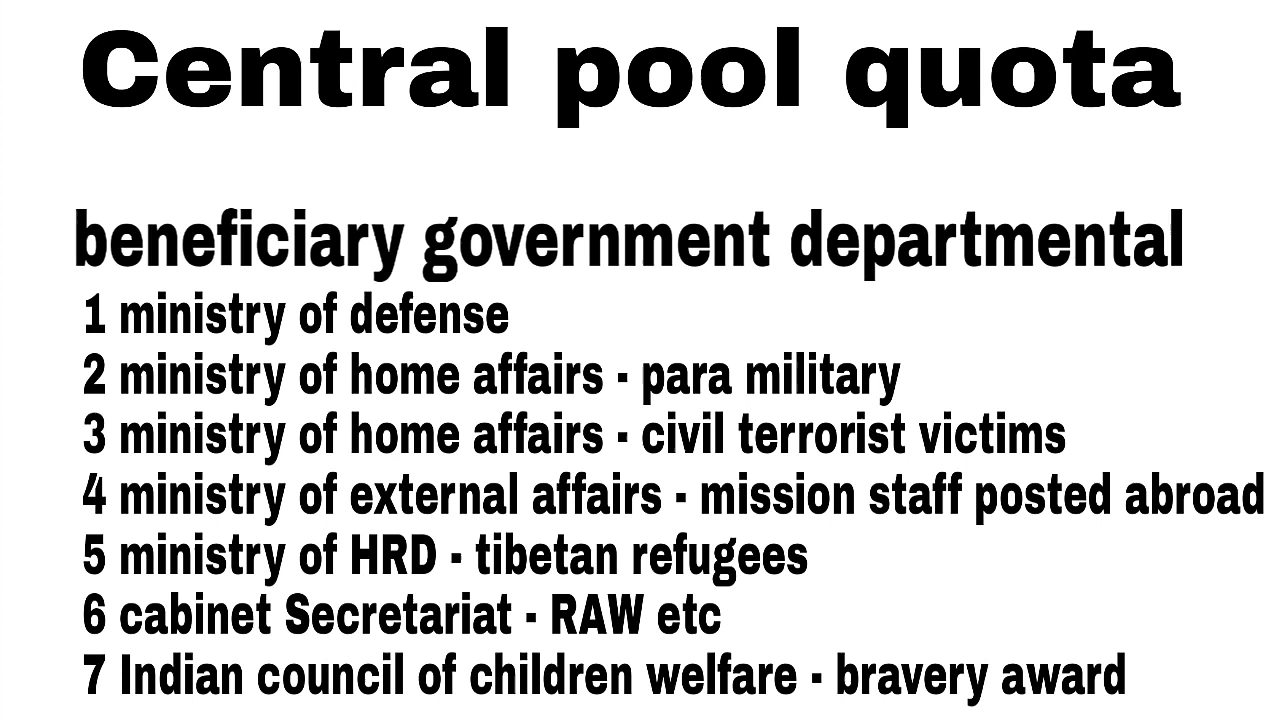 Central pool quota
beneficiary government departmental
1 ministry of defense
2 ministry of home affairs - para military
3 ministry of home affairs - civil terrorist victims
4 ministry of external affairs - mission staff posted abroad
5 ministry of HRD - tibetan refugees
6 cabinet Secretariat - RAW etc
7 Indian council of children welfare - bravery award